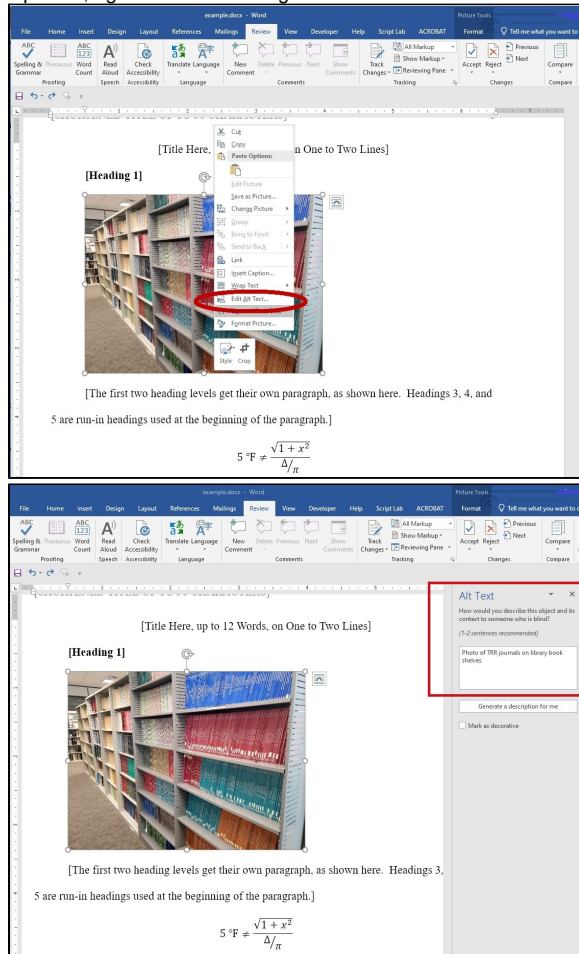 example.docx - Word
Picture Tools
File Home Insert Design Layout References Mailings Review View Developer Help Script Lab ACROBAT Format Tell me what you want to
ABC Spelling & Grammar
Thesaurus
ABC 123 Word Count
Read Aloud
Check Accessibility
Translate Language
New Comment
Delete Previous Next
Show Comments
Track Changes
All Markup
Show Markup
Reviewing Pane
Accept Reject
Previous
Next
Compare
Proofing Speech Accessibility Language Comments Tracking Changes Compare
[Title Here,
n One to Two Lines]
[Heading 1]
Cut
Copy
Paste Options:
Edit Picture
Save as Picture...
Change Picture
Group
Bring to Front
Send to Back
Link
Insert Caption...
Wrap Text
Edit Alt Text...
Format Picture...
Style Crop
[The first two heading levels get their own paragraph, as shown here. Headings 3, 4, and
5 are run-in headings used at the beginning of the paragraph.]
5 °F ≠ √1 + x² / Δ/π
example.docx - Word
Picture Tools
File Home Insert Design Layout References Mailings Review View Developer Help Script Lab ACROBAT Format Tell me what you want to d
ABC Spelling & Grammar
Thesaurus
ABC 123 Word Count
Read Aloud
Check Accessibility
Translate Language
New Comment
Delete Previous Next
Show Comments
Track Changes
All Markup
Show Markup
Reviewing Pane
Accept Reject
Previous
Next
Compare
Proofing Speech Accessibility Language Comments Tracking Changes Compare
[Title Here, up to 12 Words, on One to Two Lines]
[Heading 1]
[The first two heading levels get their own paragraph, as shown here. Headings 3,
5 are run-in headings used at the beginning of the paragraph.]
5 °F ≠ √1 + x² / Δ/π
Alt Text
How would you describe this object and its
context to someone who is blind?
(1-2 sentences recommended)
Photo of TRR journals on library book
shelves
Generate a description for me
Mark as decorative